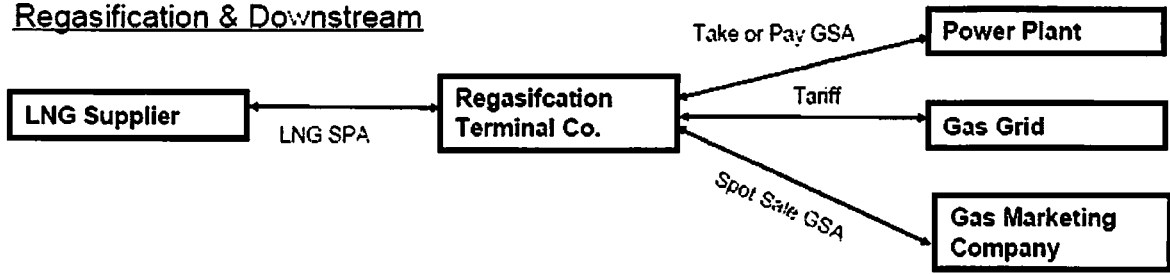 Regasification & Downstream
Take or Pay GSA
Power Plant
LNG Supplier
LNG SPA
Regasifcation
Terminal Co.
Tariff
Gas Grid
Spot Sale GSA
Gas Marketing
Company